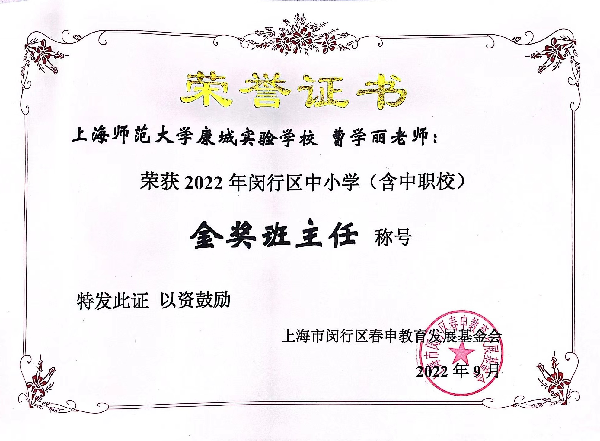 荣誉证书
上海师范大学康城实验学校 曹学丽老师：
荣获 2022 年闵行区中小学（含中职校）
金奖班主任 称号
特发此证 以资鼓励
上海市闵行区春申教育发展基金会
2022 年 9 月